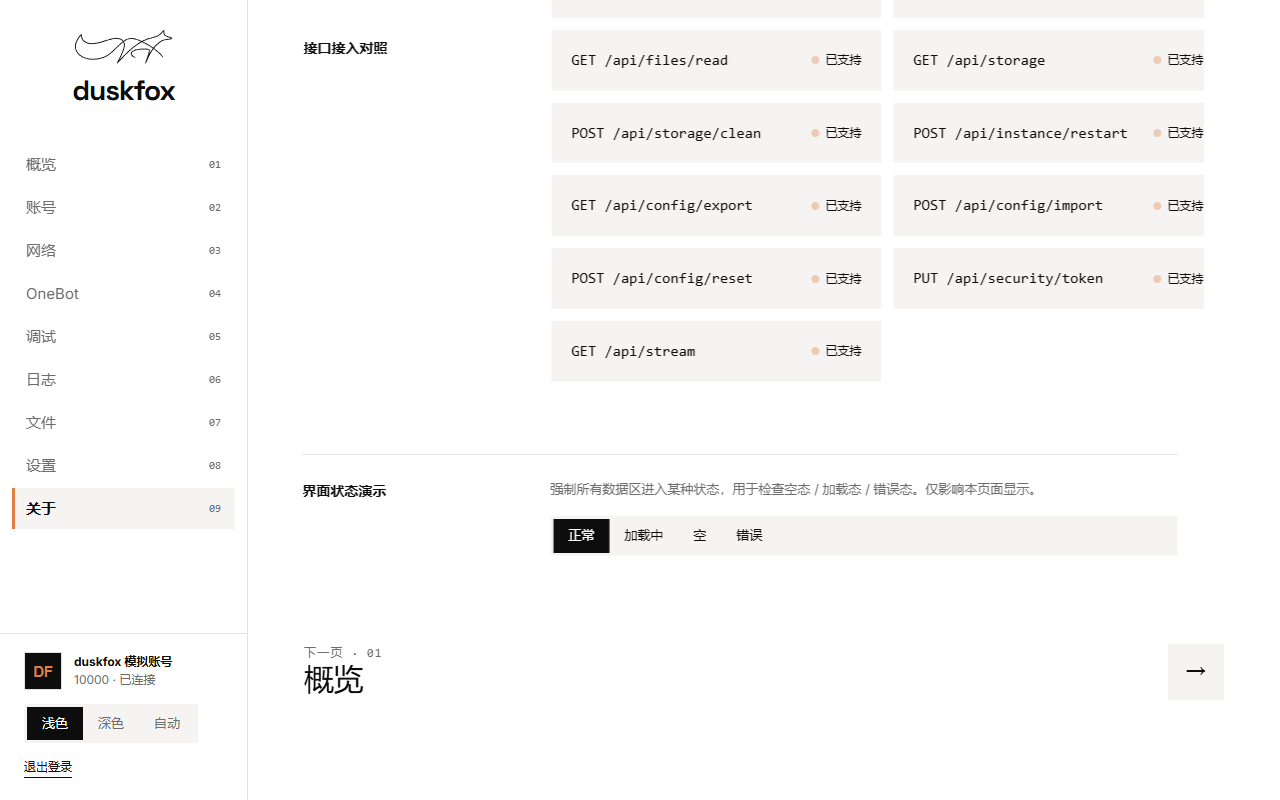 duskfox
概览 01
账号 02
网络 03
OneBot 04
调试 05
日志 06
文件 07
设置 08
关于 09
DF
duskfox 模拟账号
10000 · 已连接
浅色 深色 自动
退出登录
接口接入对照
GET /api/files/read 已支持
GET /api/storage 已支持
POST /api/storage/clean 已支持
POST /api/instance/restart 已支持
GET /api/config/export 已支持
POST /api/config/import 已支持
POST /api/config/reset 已支持
PUT /api/security/token 已支持
GET /api/stream 已支持
界面状态演示
强制所有数据区进入某种状态，用于检查空态 / 加载态 / 错误态。仅影响本页面显示。
正常 加载中 空 错误
下一页 · 01
概览
→